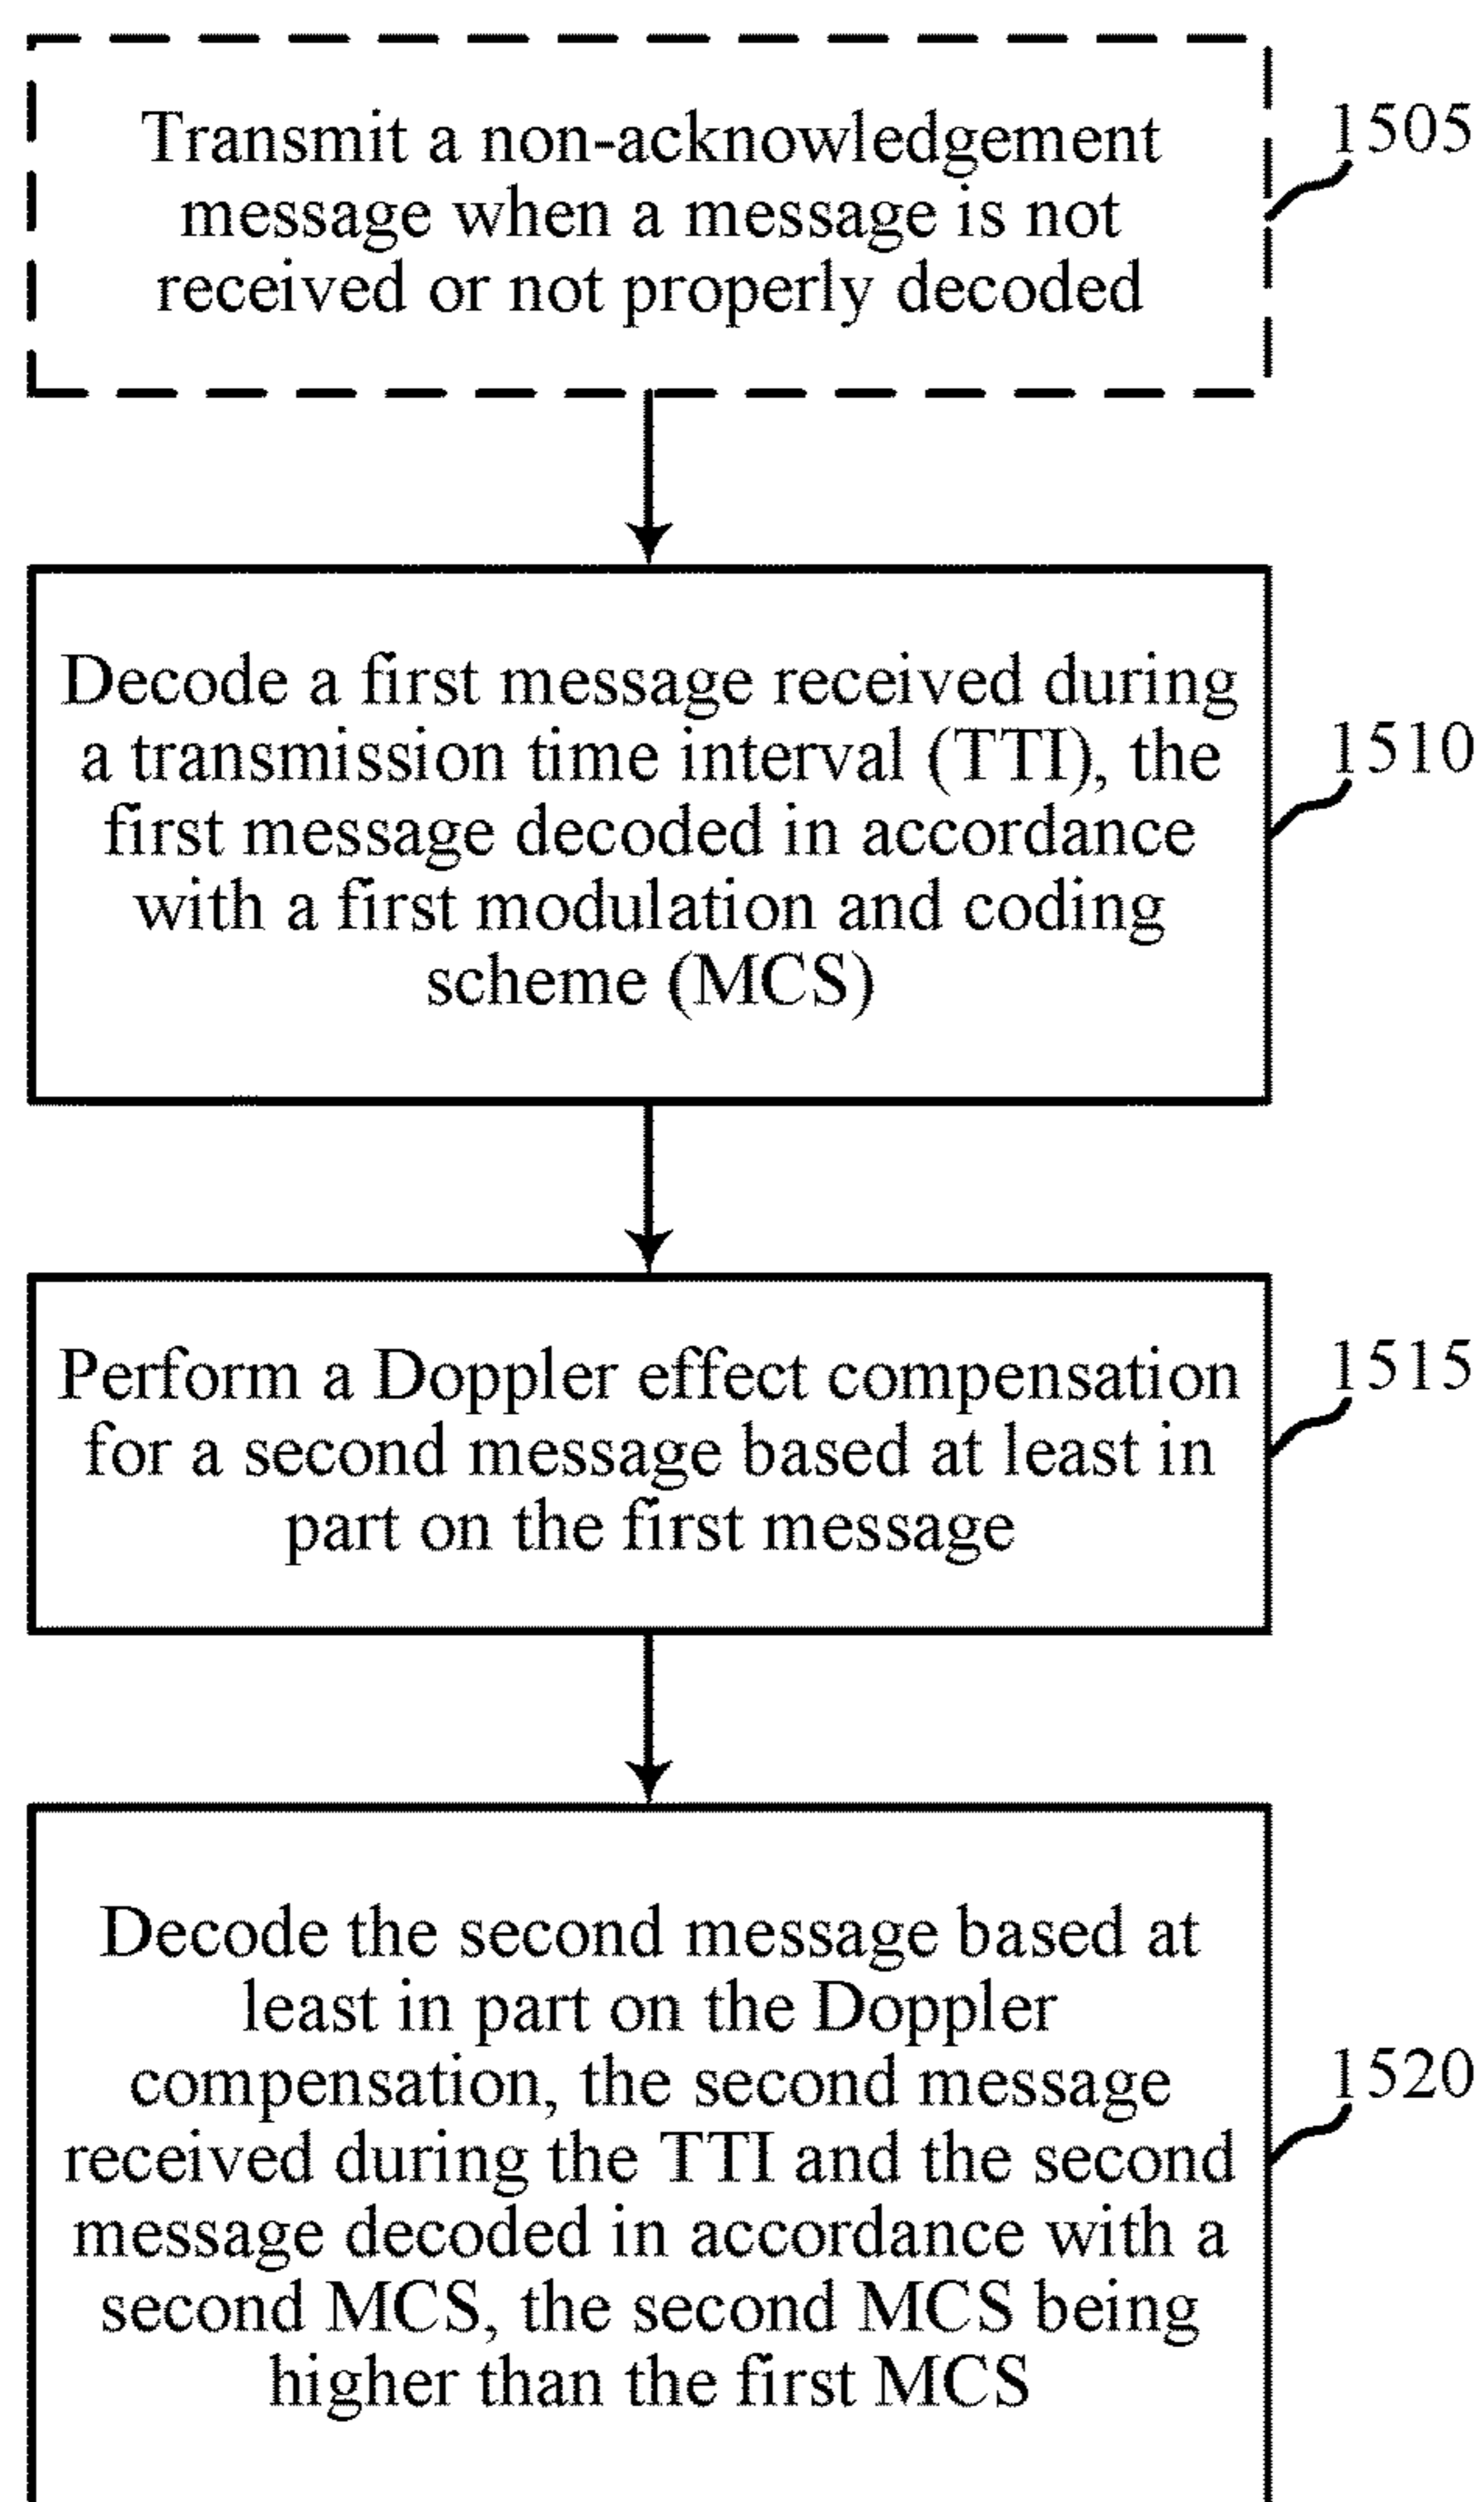 Transmit a non-acknowledgement
message when a message is not
received or not properly decoded
1505
Decode a first message received during
a transmission time interval (TTI), the
first message decoded in accordance
with a first modulation and coding
scheme (MCS)
1510
Perform a Doppler effect compensation
for a second message based at least in
part on the first message
1515
Decode the second message based at
least in part on the Doppler
compensation, the second message
received during the TTI and the second
message decoded in accordance with a
second MCS, the second MCS being
higher than the first MCS
1520